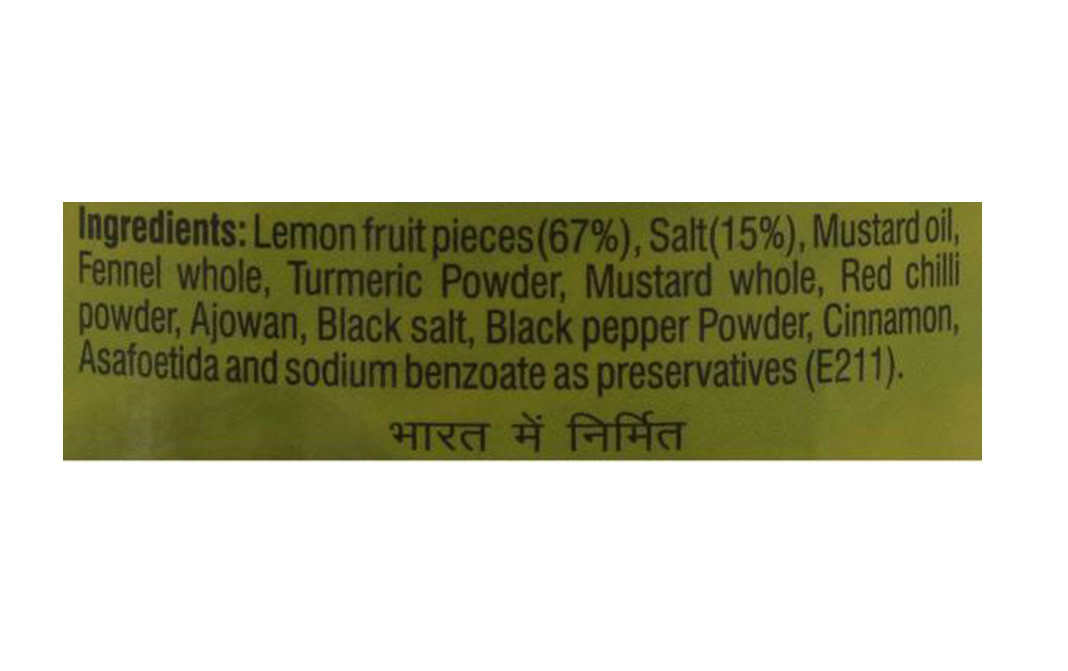 Ingredients: Lemon fruit pieces(67%), Salt(15%), Mustard oil,
Fennel whole, Turmeric Powder, Mustard whole, Red chilli
powder, Ajowan, Black salt, Black pepper Powder, Cinnamon,
Asafoetida and sodium benzoate as preservatives (E211).
भारत में निर्मित